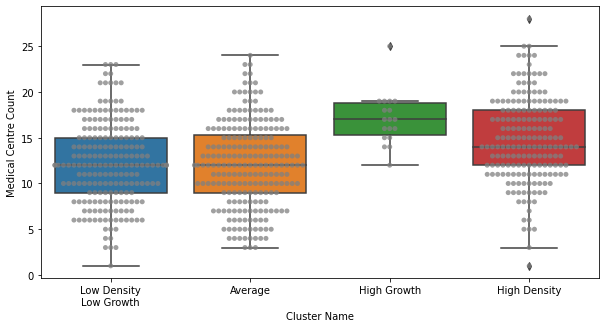 Medical Centre Count
25
20
15
10
5
0
Low Density
Low Growth
Average
High Growth
High Density
Cluster Name